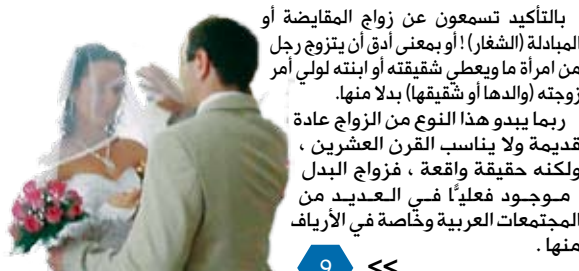 بالتأكيد تسمعون عن زواج المقايضة أو
المبادلة (الشغار) ! أو بمعنى أدق أن يتزوج رجل
من امرأة ما ويعطي شقيقته أو ابنته لولي أمر
زوجته (والدها أو شقيقها) بدلا منها.
ربما يبدو هذا النوع من الزواج عادة
قديمة ولا يناسب القرن العشرين ،
ولكنه حقيقة واقعة ، فزواج البدل
موجود فعليًا في العديد من
المجتمعات العربية وخاصة في الأرياف
منها .
>> 9